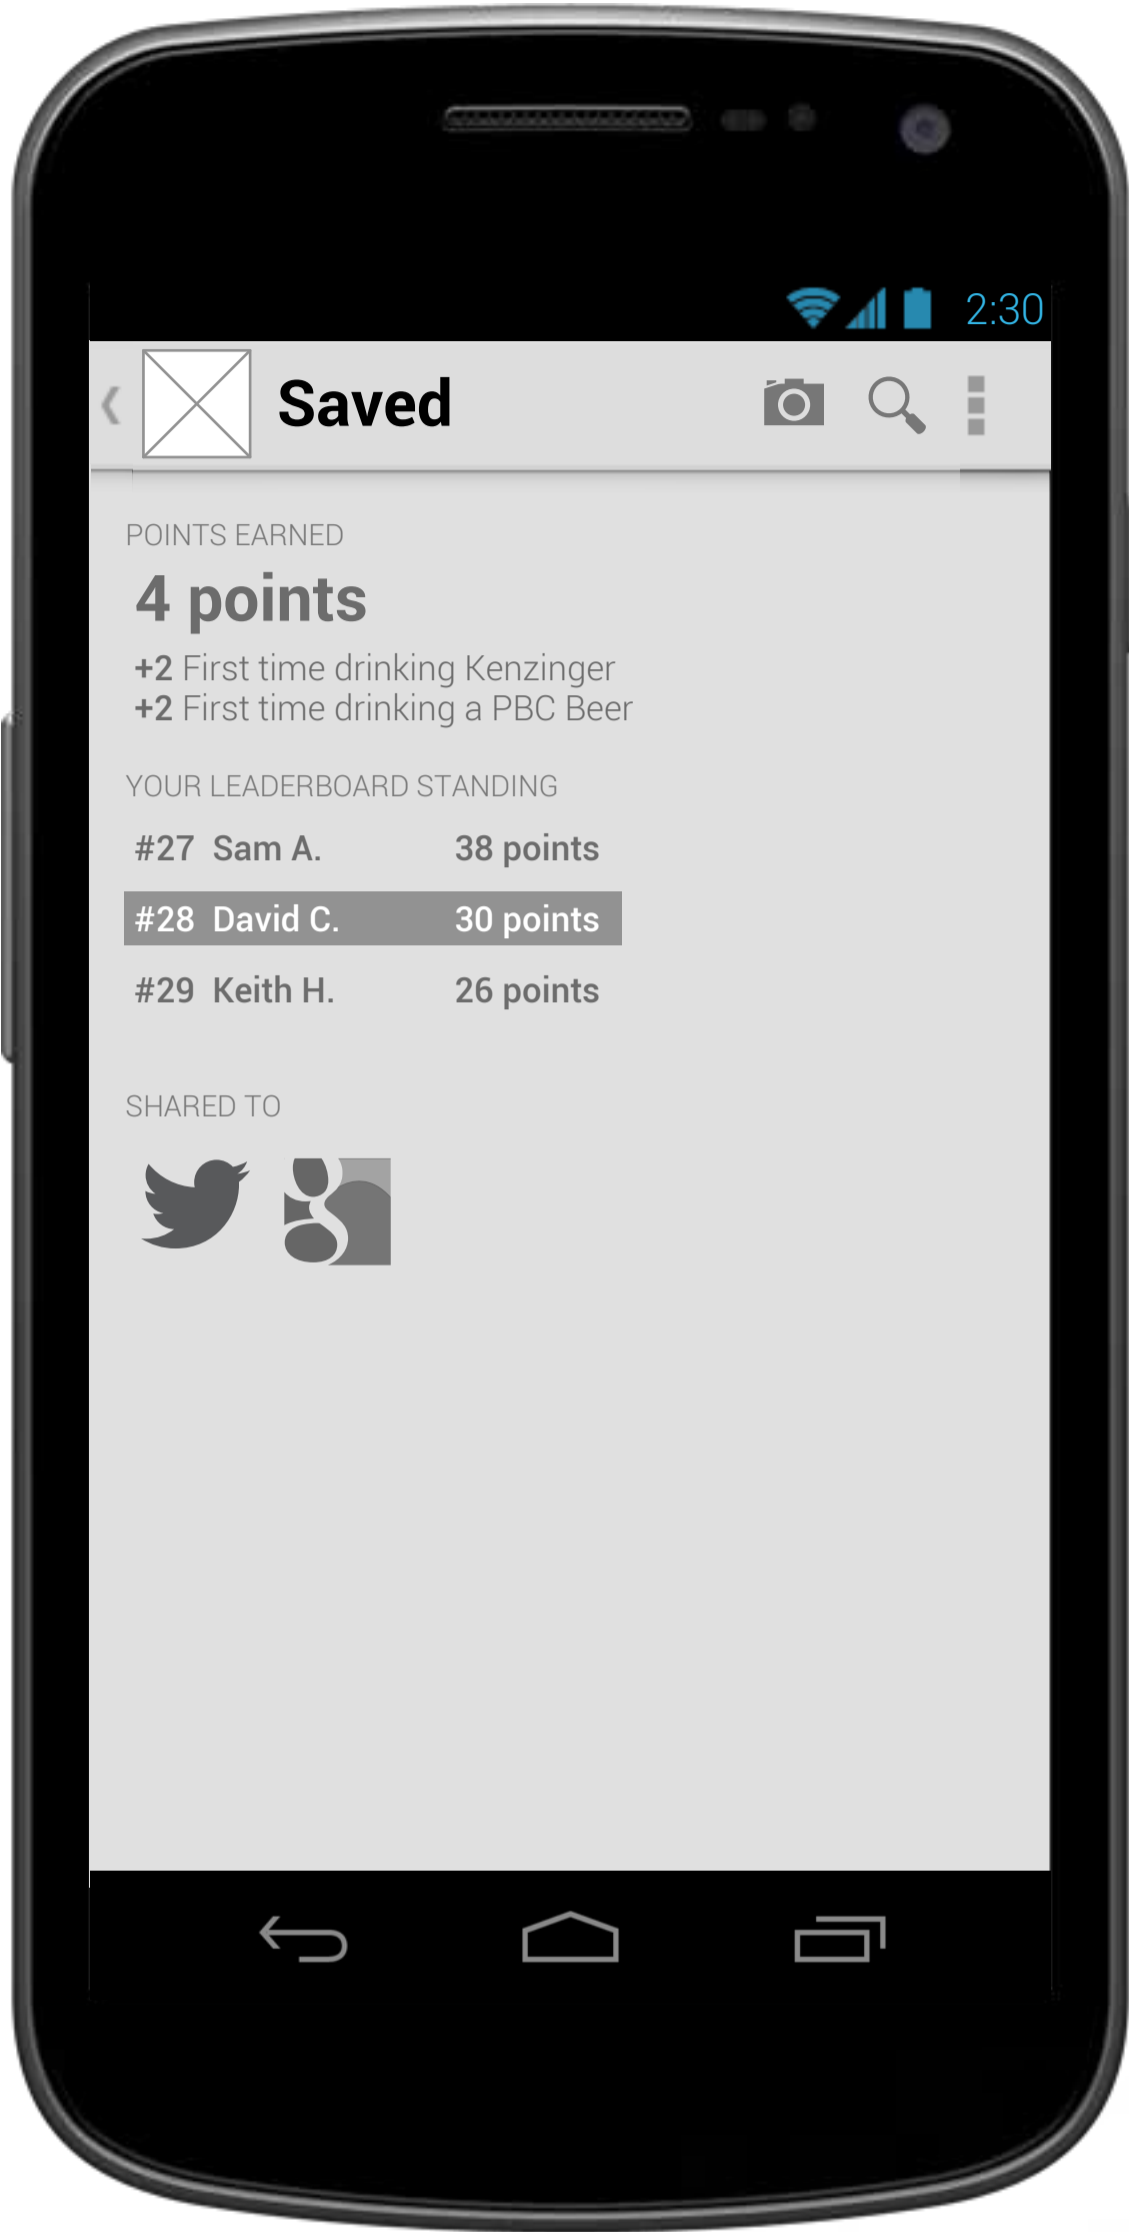 2:30
Saved
POINTS EARNED
4 points
+2 First time drinking Kenzinger
+2 First time drinking a PBC Beer
YOUR LEADERBOARD STANDING
#27 Sam A. 38 points
#28 David C. 30 points
#29 Keith H. 26 points
SHARED TO